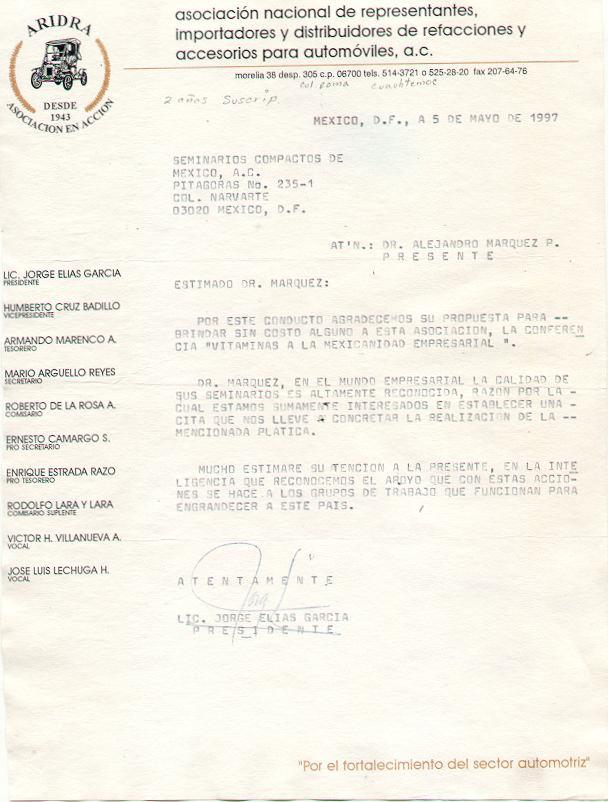 ARIDRA
DESDE
1943
ASOCIACION EN ACCION
asociación nacional de representantes,
importadores y distribuidores de refacciones y
accesorios para automóviles, a.c.
morelia 38 desp. 305 c.p. 06700 tels. 514-3721 o 525-28-20 fax 207-64-76
col roma cuauhtemoc
2 años Suscrip.
MEXICO, D.F., A 5 DE MAYO DE 1997
SEMINARIOS COMPACTOS DE
MEXICO, A.C.
PITAGORAS No. 235-1
COL. NARVARTE
03020 MEXICO, D.F.
AT'N.: DR. ALEJANDRO MARQUEZ P.
P R E S E N T E
ESTIMADO DR. MARQUEZ:
POR ESTE CONDUCTO AGRADECEMOS SU PROPUESTA PARA --
BRINDAR SIN COSTO ALGUNO A ESTA ASOCIACION, LA CONFEREN
CIA "VITAMINAS A LA MEXICANIDAD EMPRESARIAL ".
DR. MARQUEZ, EN EL MUNDO EMPRESARIAL LA CALIDAD DE
SUS SEMINARIOS ES ALTAMENTE RECONOCIDA, RAZON POR LA -
CUAL ESTAMOS SUMAMENTE INTERESADOS EN ESTABLECER UNA -
CITA QUE NOS LLEVE A CONCRETAR LA REALIZACION DE LA --
MENCIONADA PLATICA.
MUCHO ESTIMARE SU TENCION A LA PRESENTE, EN LA INTE
LIGENCIA QUE RECONOCEMOS EL APOYO QUE CON ESTAS ACCIO-
NES SE HACE A LOS GRUPOS DE TRABAJO QUE FUNCIONAN PARA
ENGRANDECER A ESTE PAIS.
A T E N T A M E N T E
LIC. JORGE ELIAS GARCIA
P R E S I D E N T E
LIC. JORGE ELIAS GARCIA
PRESIDENTE
HUMBERTO CRUZ BADILLO
VICEPRESIDENTE
ARMANDO MARENCO A.
TESORERO
MARIO ARGUELLO REYES
SECRETARIO
ROBERTO DE LA ROSA A.
COMISARIO
ERNESTO CAMARGO S.
PRO SECRETARIO
ENRIQUE ESTRADA RAZO
PRO TESORERO
RODOLFO LARA Y LARA
COMISARIO SUPLENTE
VICTOR H. VILLANUEVA A.
VOCAL
JOSE LUIS LECHUGA H.
VOCAL
"Por el fortalecimiento del sector automotriz"